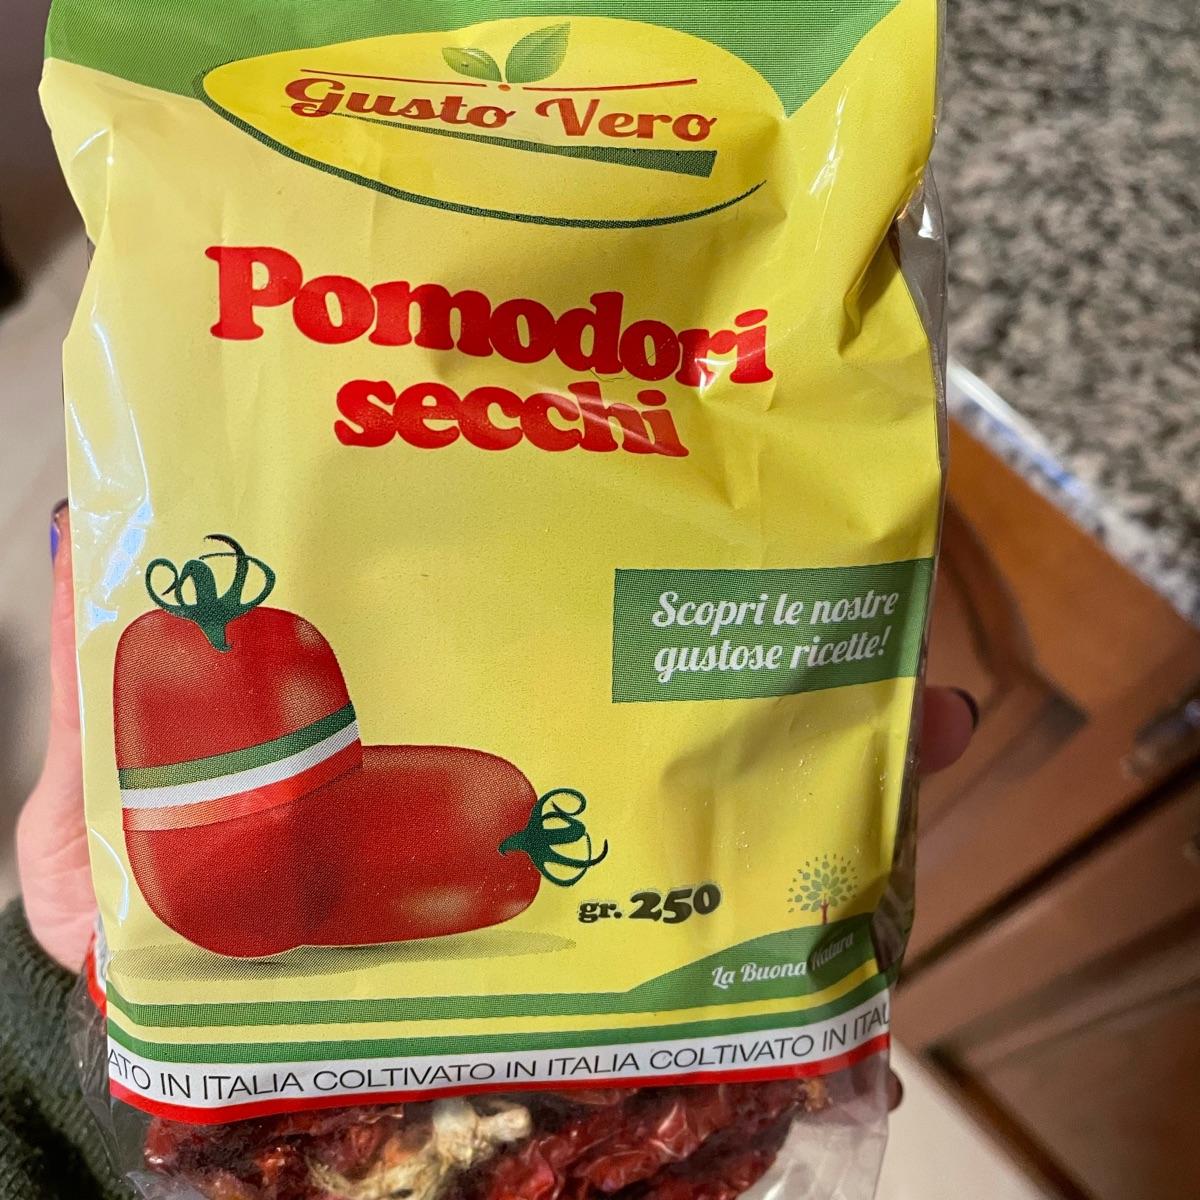 Gusto Vero
Pomodori
secchi
Scopri le nostre
gustose ricette!
gr. 250
La Buona Natura
ATO IN ITALIA COLTIVATO IN ITALIA COLTIVATO IN ITAL